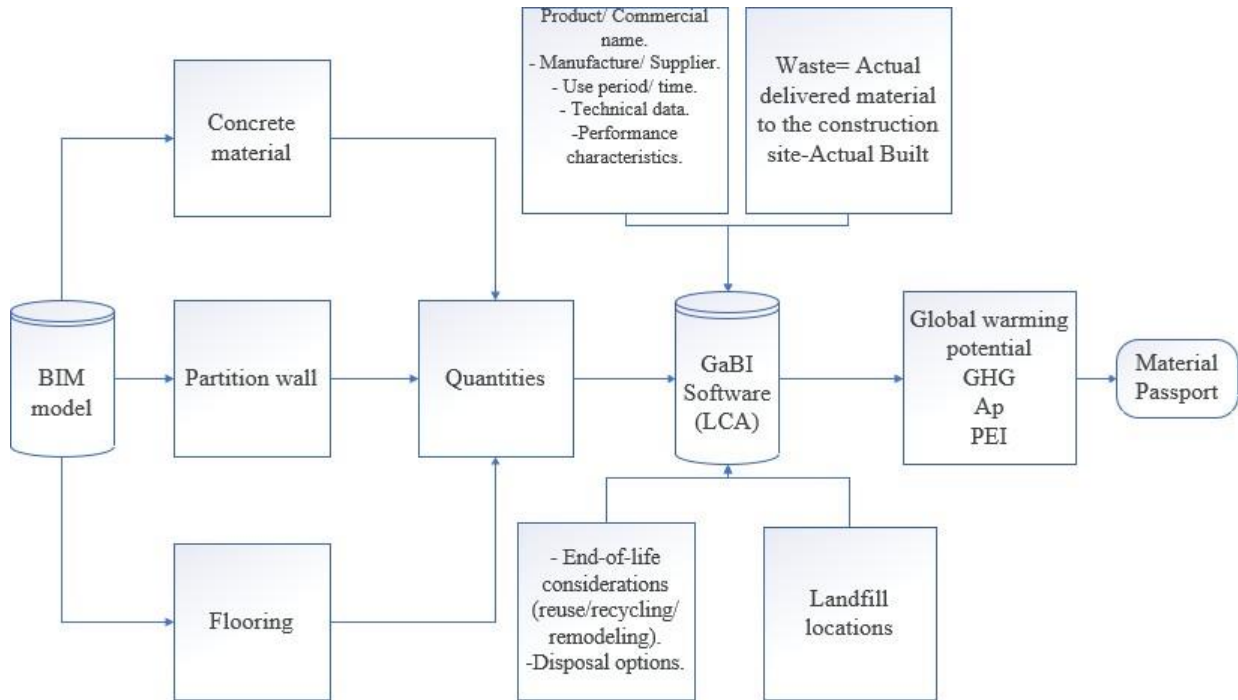 Product/ Commercial
name.
- Manufacture/ Supplier.
- Use period/ time.
- Technical data.
-Performance
characteristics.
Waste= Actual
delivered material
to the construction
site-Actual Built
Concrete
material
BIM
model
Partition wall
Quantities
GaBI
Software
(LCA)
Global warming
potential
GHG
Ap
PEI
Material
Passport
Flooring
- End-of-life
considerations
(reuse/recycling/
remodeling).
-Disposal options.
Landfill
locations